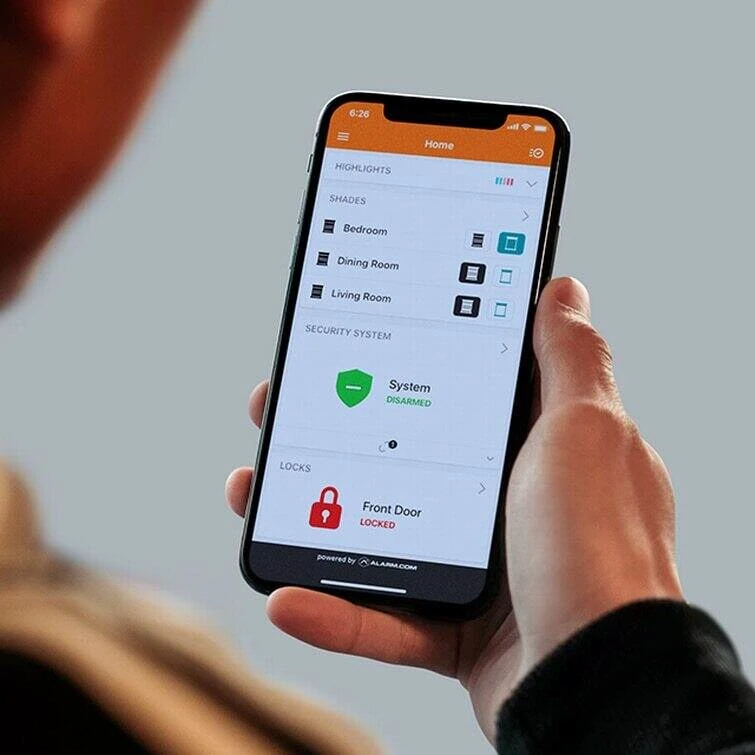 6:26
Home
HIGHLIGHTS
SHADES
Bedroom
Dining Room
Living Room
SECURITY SYSTEM
System
DISARMED
LOCKS
Front Door
LOCKED
powered by ALARM.COM